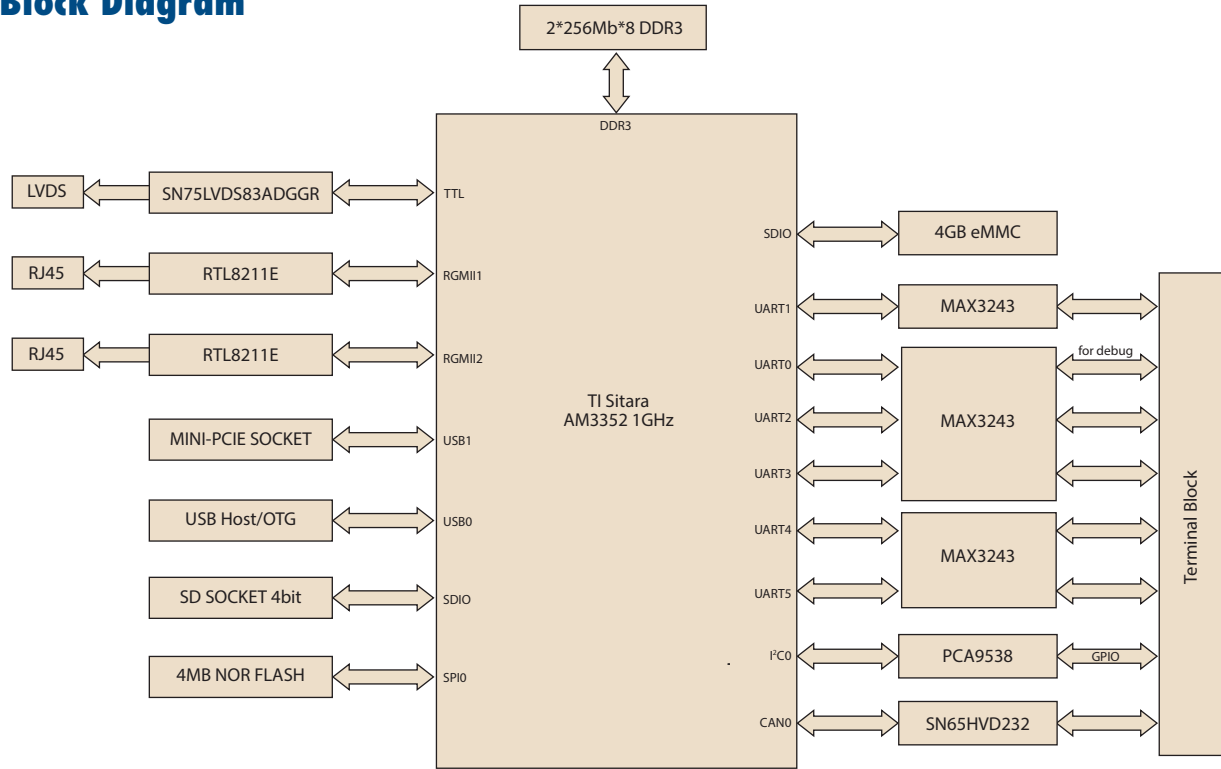 Block Diagram
2*256Mb*8 DDR3
DDR3
LVDS
SN75LVDS83ADGGR
TTL
RJ45
RTL8211E
RGMII1
RJ45
RTL8211E
RGMII2
MINI-PCIE SOCKET
USB1
USB Host/OTG
USB0
SD SOCKET 4bit
SDIO
4MB NOR FLASH
SPI0
TI Sitara
AM3352 1GHz
SDIO
4GB eMMC
UART1
MAX3243
UART0
for debug
UART2
MAX3243
UART3
UART4
MAX3243
UART5
I²C0
PCA9538
GPIO
CAN0
SN65HVD232
Terminal Block